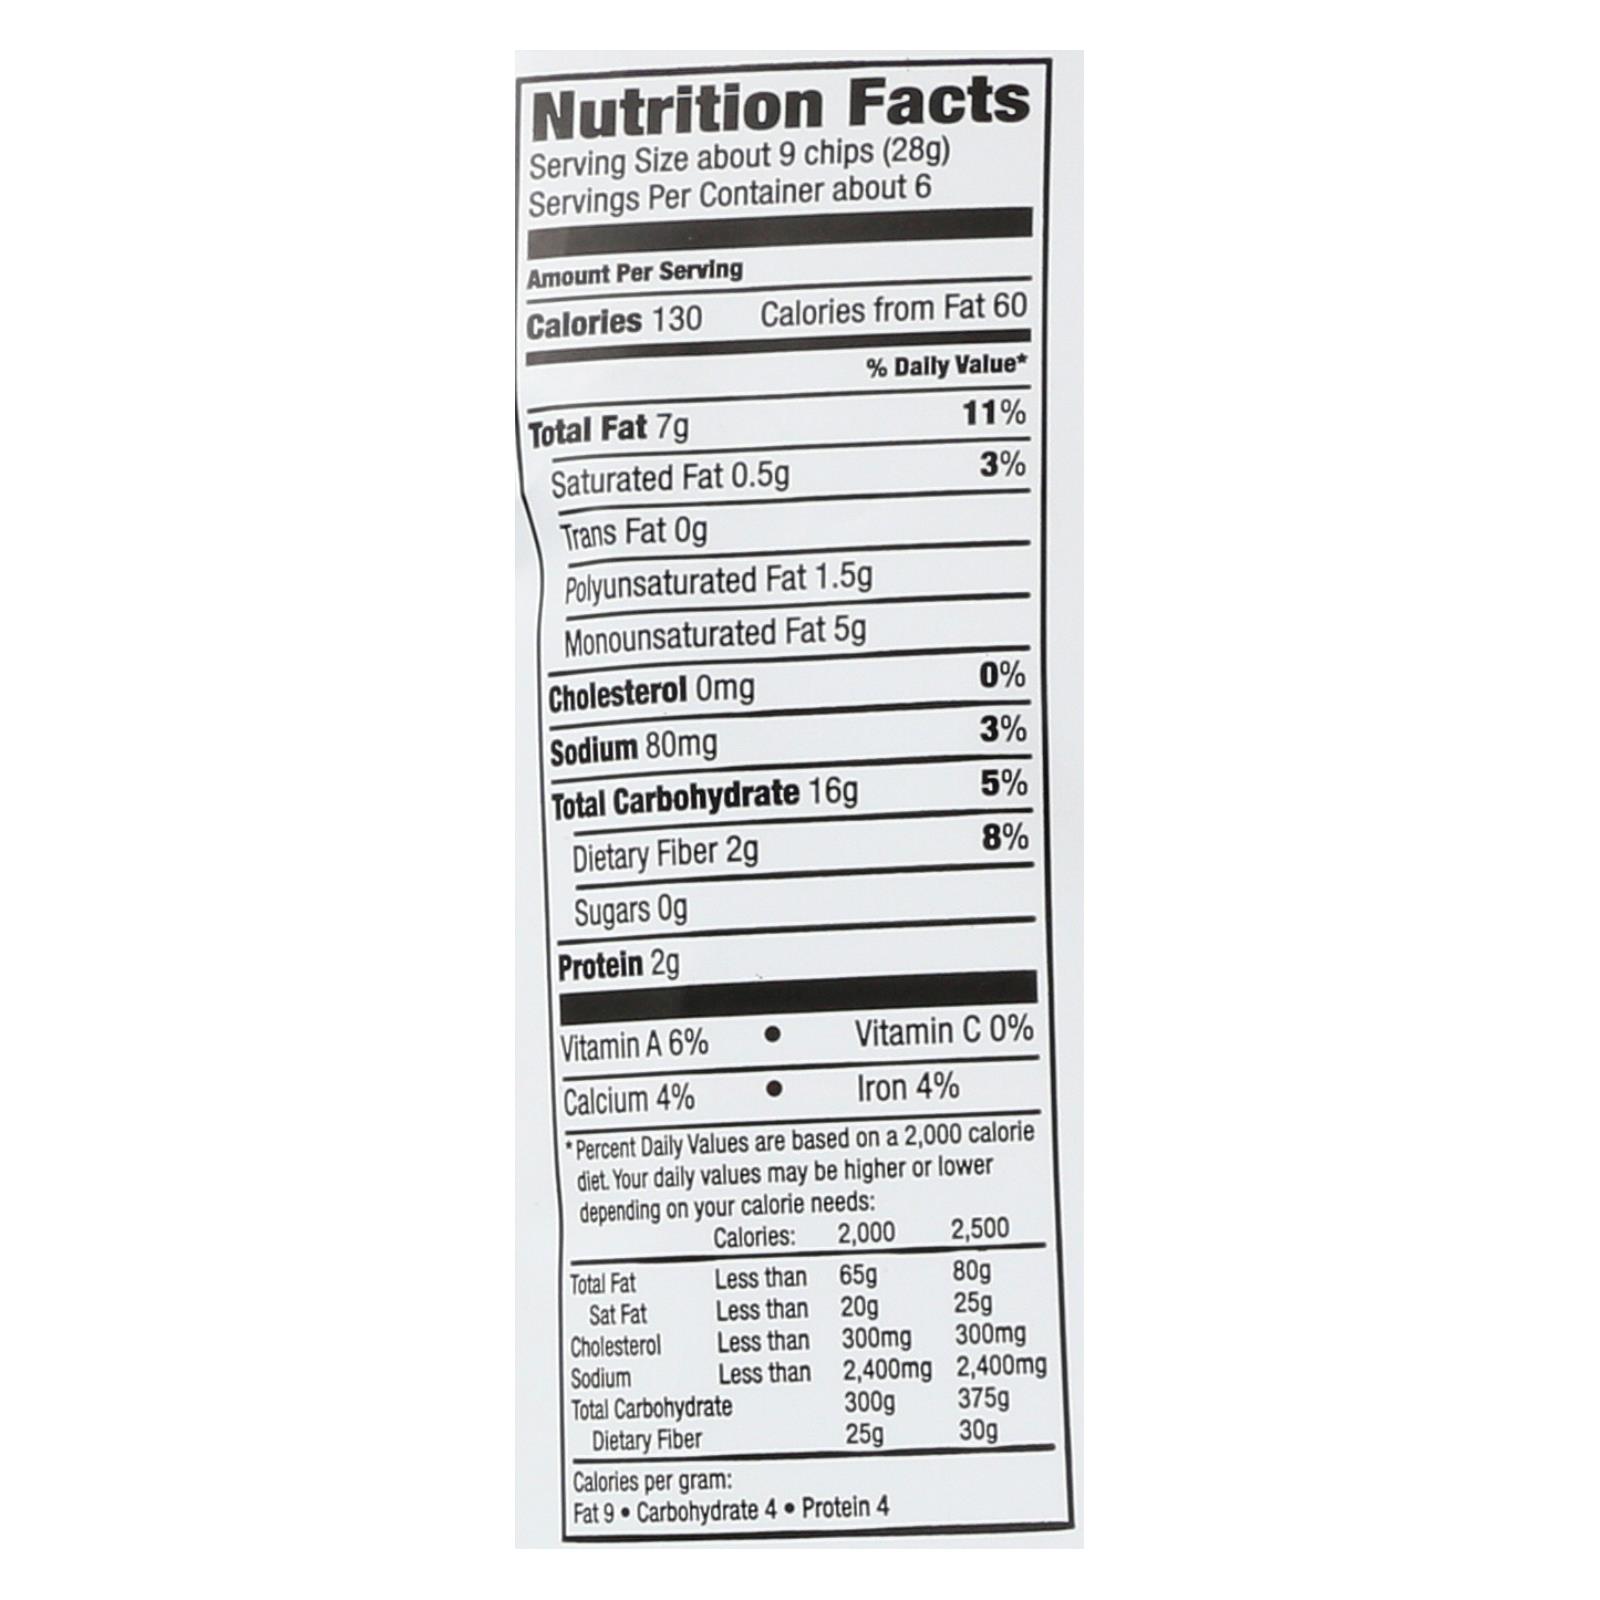 Nutrition Facts
Serving Size about 9 chips (28g)
Servings Per Container about 6
Amount Per Serving
Calories 130 Calories from Fat 60
% Daily Value*
Total Fat 7g 11%
Saturated Fat 0.5g 3%
Trans Fat 0g
Polyunsaturated Fat 1.5g
Monounsaturated Fat 5g
Cholesterol 0mg 0%
Sodium 80mg 3%
Total Carbohydrate 16g 5%
Dietary Fiber 2g 8%
Sugars 0g
Protein 2g
Vitamin A 6% • Vitamin C 0%
Calcium 4% • Iron 4%
*Percent Daily Values are based on a 2,000 calorie
diet. Your daily values may be higher or lower
depending on your calorie needs:
Calories: 2,000 2,500
Total Fat Less than 65g 80g
Sat Fat Less than 20g 25g
Cholesterol Less than 300mg 300mg
Sodium Less than 2,400mg 2,400mg
Total Carbohydrate 300g 375g
Dietary Fiber 25g 30g
Calories per gram:
Fat 9 • Carbohydrate 4 • Protein 4